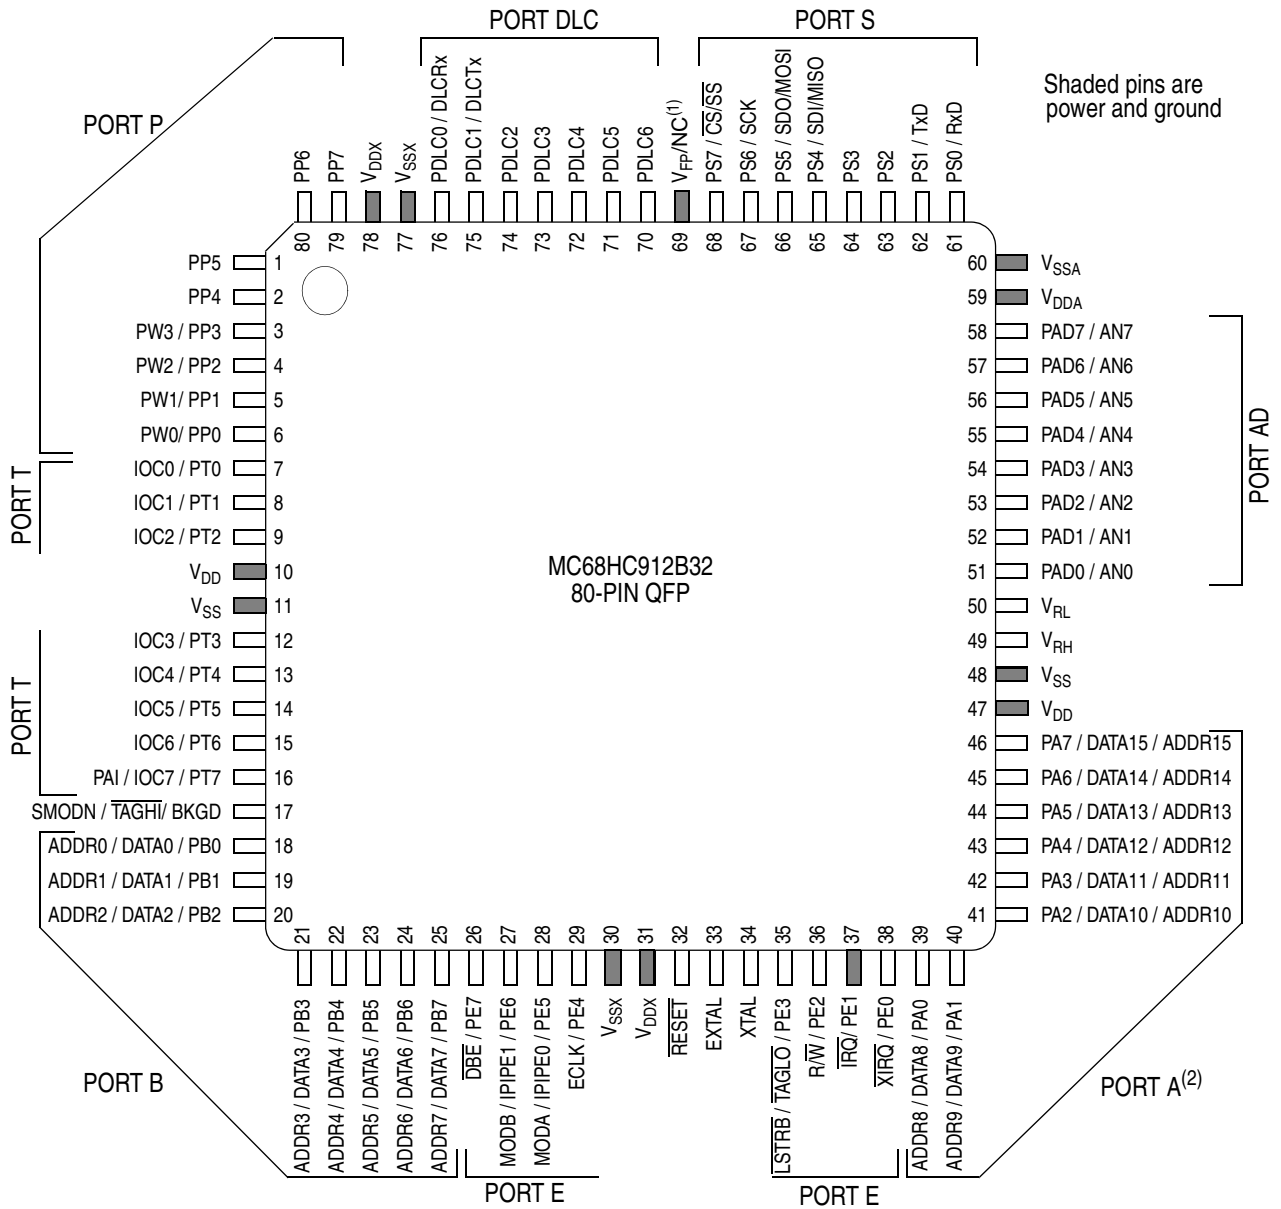 PORT DLC
PORT S
Shaded pins are
power and ground
PORT P
PP6
PP7
VDDX
VSSX
PDLC0 / DLCRx
PDLC1 / DLCTx
PDLC2
PDLC3
PDLC4
PDLC5
PDLC6
VFP/NC(1)
PS7 / CS/SS
PS6 / SCK
PS5 / SDO/MOSI
PS4 / SDI/MISO
PS3
PS2
PS1 / TxD
PS0 / RxD
80
79
78
77
76
75
74
73
72
71
70
69
68
67
66
65
64
63
62
61
PP5 1
PP4 2
PW3 / PP3 3
PW2 / PP2 4
PW1/ PP1 5
PW0/ PP0 6
PORT T
IOC0 / PT0 7
IOC1 / PT1 8
IOC2 / PT2 9
VDD 10
VSS 11
PORT T
IOC3 / PT3 12
IOC4 / PT4 13
IOC5 / PT5 14
IOC6 / PT6 15
PAI / IOC7 / PT7 16
SMODN / TAGHI/ BKGD 17
ADDR0 / DATA0 / PB0 18
ADDR1 / DATA1 / PB1 19
ADDR2 / DATA2 / PB2 20
MC68HC912B32
80-PIN QFP
60 VSSA
59 VDDA
58 PAD7 / AN7
57 PAD6 / AN6
56 PAD5 / AN5
55 PAD4 / AN4
54 PAD3 / AN3
53 PAD2 / AN2
52 PAD1 / AN1
51 PAD0 / AN0
PORT AD
50 VRL
49 VRH
48 VSS
47 VDD
46 PA7 / DATA15 / ADDR15
45 PA6 / DATA14 / ADDR14
44 PA5 / DATA13 / ADDR13
43 PA4 / DATA12 / ADDR12
42 PA3 / DATA11 / ADDR11
41 PA2 / DATA10 / ADDR10
21
22
23
24
25
26
27
28
29
30
31
32
33
34
35
36
37
38
39
40
ADDR3 / DATA3 / PB3
ADDR4 / DATA4 / PB4
ADDR5 / DATA5 / PB5
ADDR6 / DATA6 / PB6
ADDR7 / DATA7 / PB7
DBE / PE7
MODB / IPIPE1 / PE6
MODA / IPIPE0 / PE5
ECLK / PE4
VSSX
VDDX
RESET
EXTAL
XTAL
LSTRB / TAGLO / PE3
R/W / PE2
IRQ/ PE1
XIRQ / PE0
ADDR8 / DATA8 / PA0
ADDR9 / DATA9 / PA1
PORT B
PORT A(2)
PORT E
PORT E